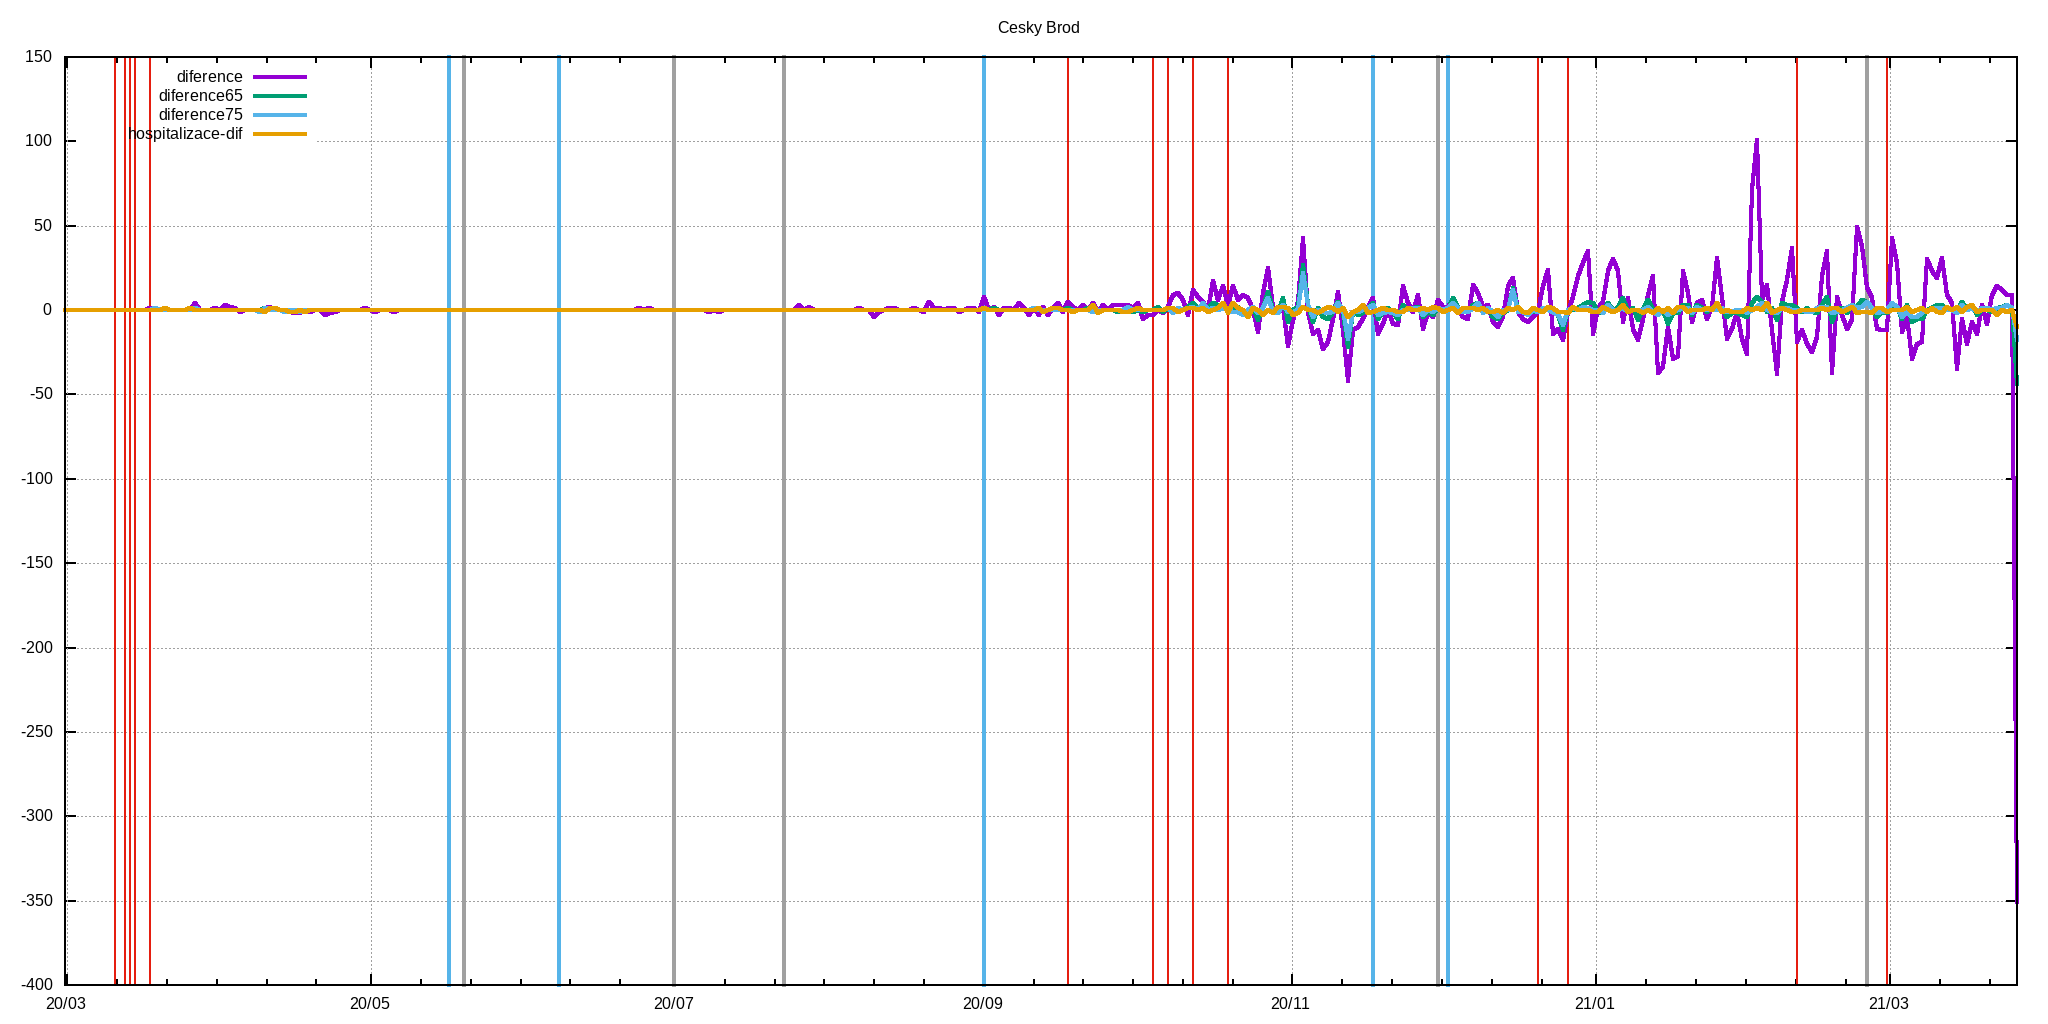 Cesky Brod
150
100
50
0
-50
-100
-150
-200
-250
-300
-350
-400
diference
diference65
diference75
hospitalizace-dif
20/03 20/05 20/07 20/09 20/11 21/01 21/03